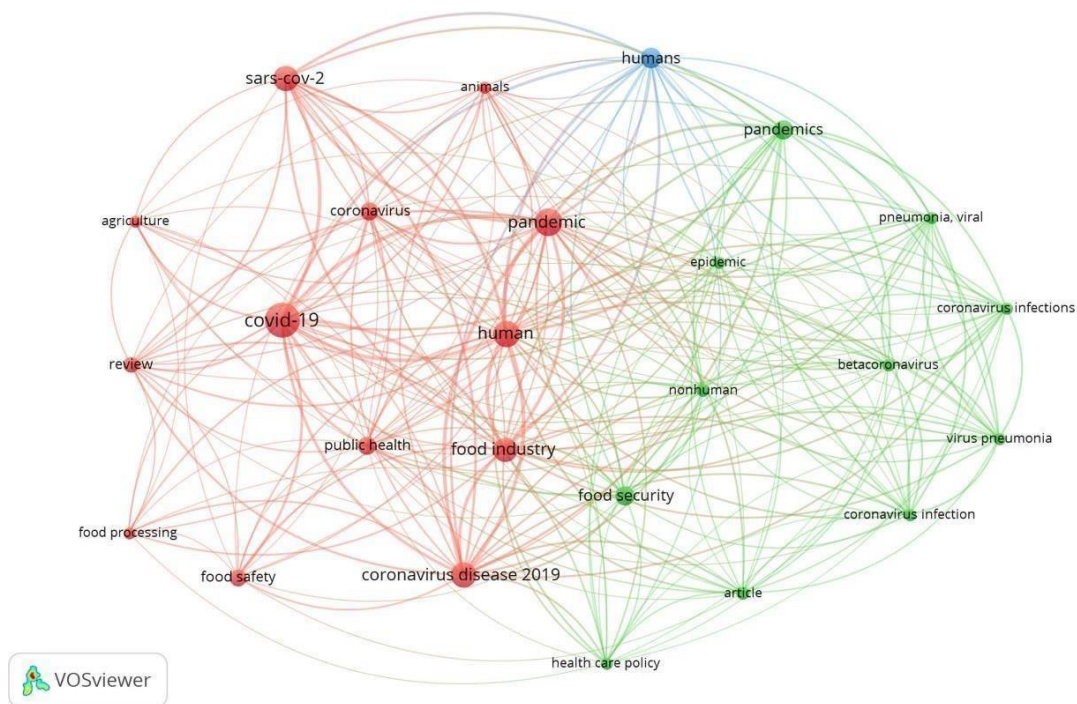 humans
sars-cov-2
animals
pandemics
coronavirus
pandemic
agriculture
pneumonia, viral
epidemic
coronavirus infections
covid-19
human
review
betacoronavirus
nonhuman
public health
food industry
virus pneumonia
food security
coronavirus infection
food processing
food safety
coronavirus disease 2019
article
health care policy
VOSviewer